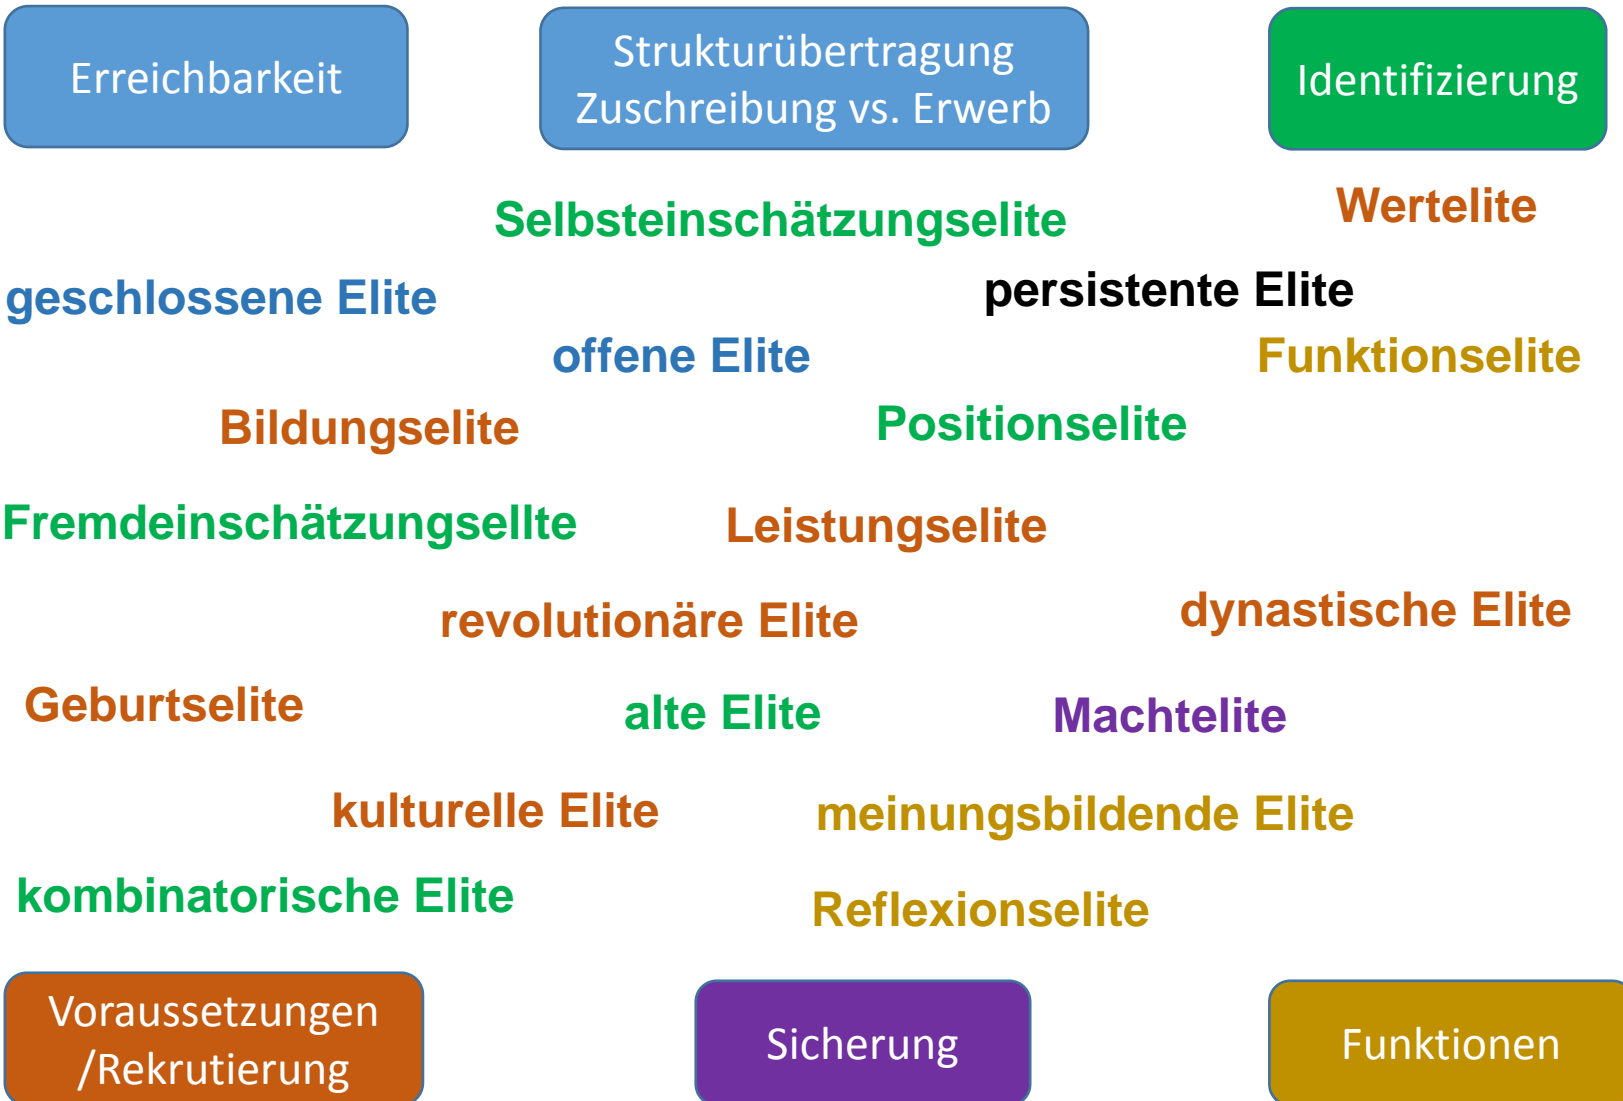 Erreichbarkeit
Strukturübertragung
Zuschreibung vs. Erwerb
Identifizierung
Selbsteinschätzungselite
Wertelite
geschlossene Elite
persistente Elite
offene Elite
Funktionselite
Bildungselite
Positionselite
Fremdeinschätzungsellte
Leistungselite
revolutionäre Elite
dynastische Elite
Geburtselite
alte Elite
Machtelite
kulturelle Elite
meinungsbildende Elite
kombinatorische Elite
Reflexionselite
Voraussetzungen
/Rekrutierung
Sicherung
Funktionen